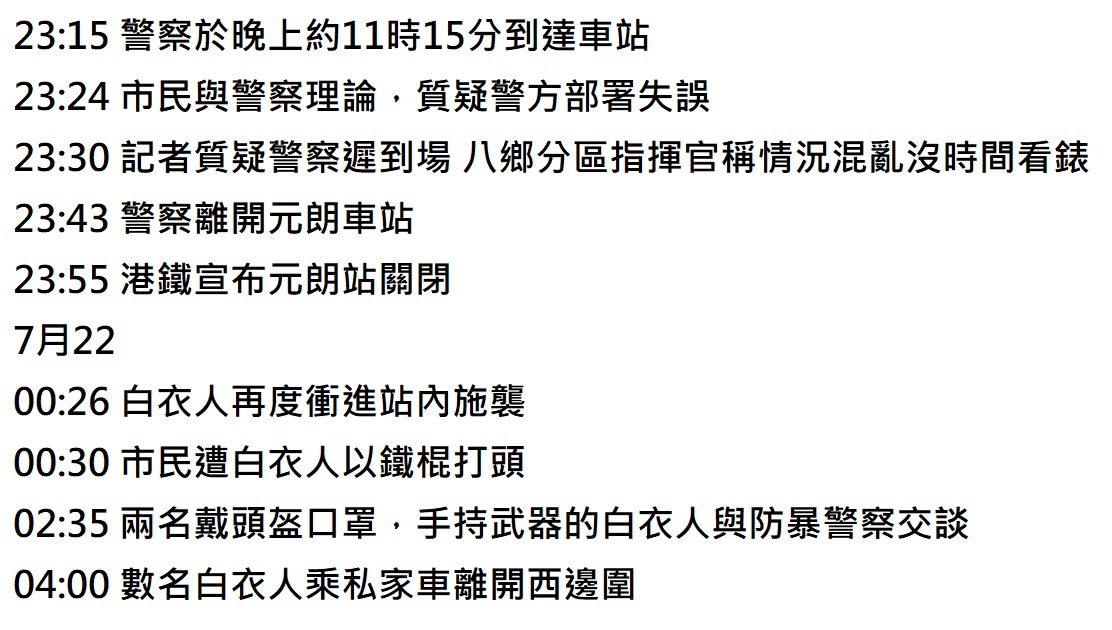 23:15 警察於晚上約11時15分到達車站
23:24 市民與警察理論，質疑警方部署失誤
23:30 記者質疑警察遲到場 八鄉分區指揮官稱情況混亂沒時間看錶
23:43 警察離開元朗車站
23:55 港鐵宣布元朗站關閉
7月22
00:26 白衣人再度衝進站內施襲
00:30 市民遭白衣人以鐵棍打頭
02:35 兩名戴頭盔口罩，手持武器的白衣人與防暴警察交談
04:00 數名白衣人乘私家車離開西邊圍